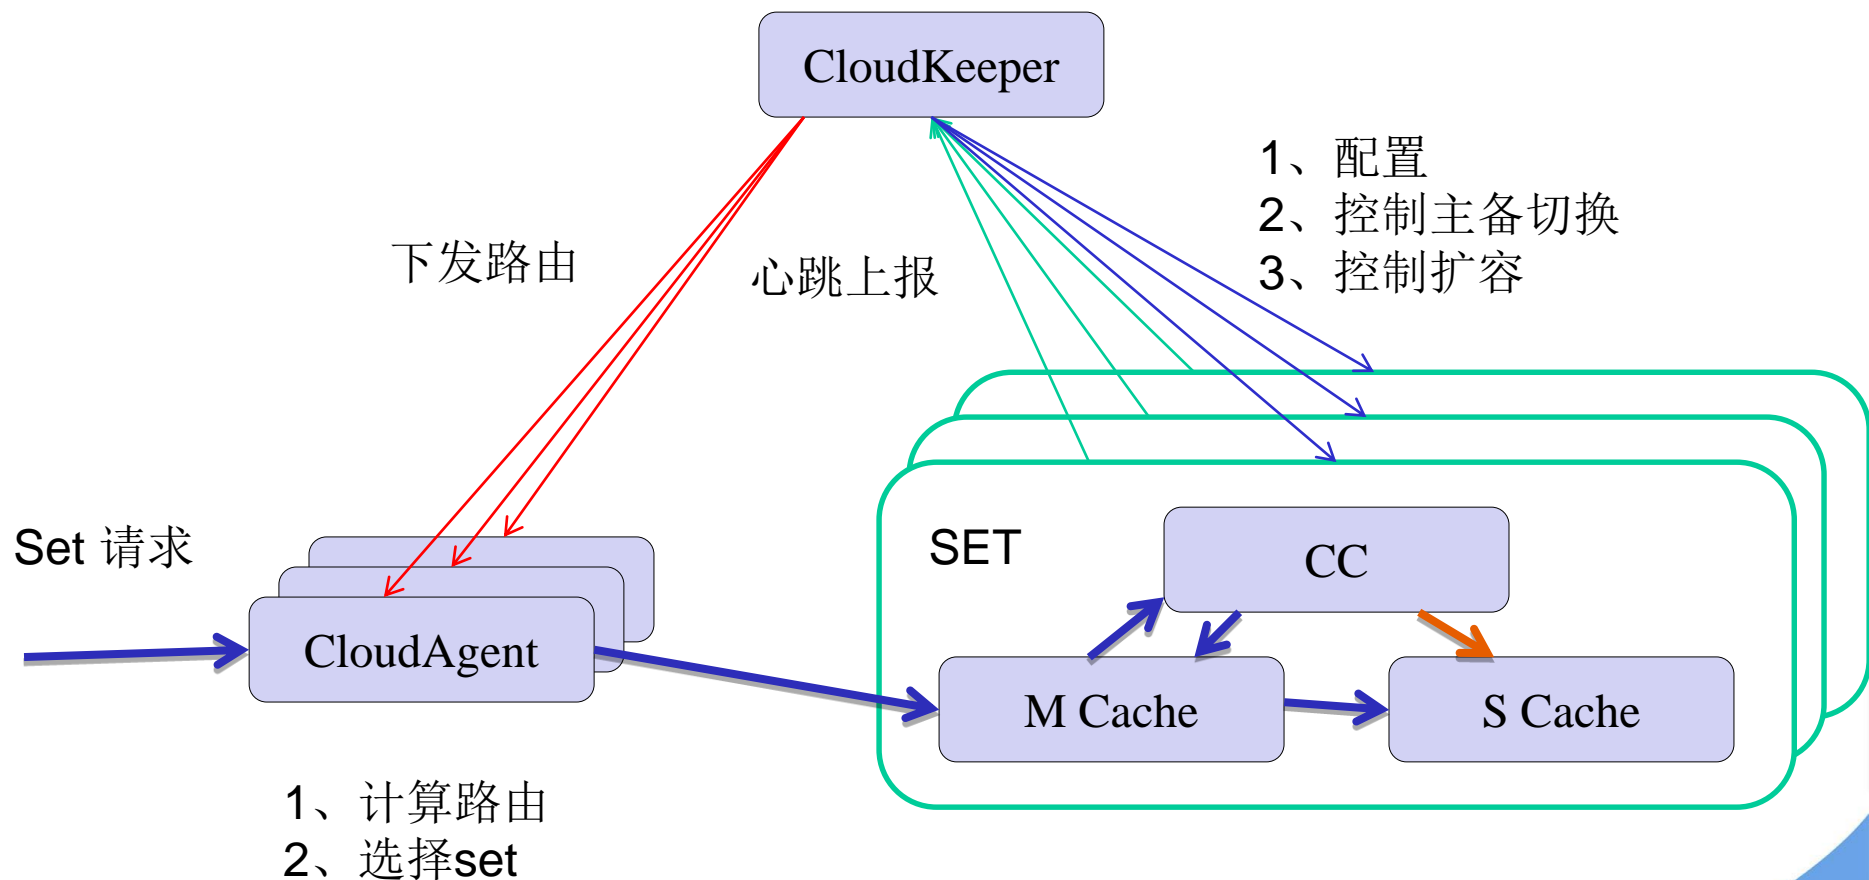 CloudKeeper
1、配置
2、控制主备切换
3、控制扩容
下发路由
心跳上报
Set 请求
SET
CC
CloudAgent
M Cache
S Cache
1、计算路由
2、选择set